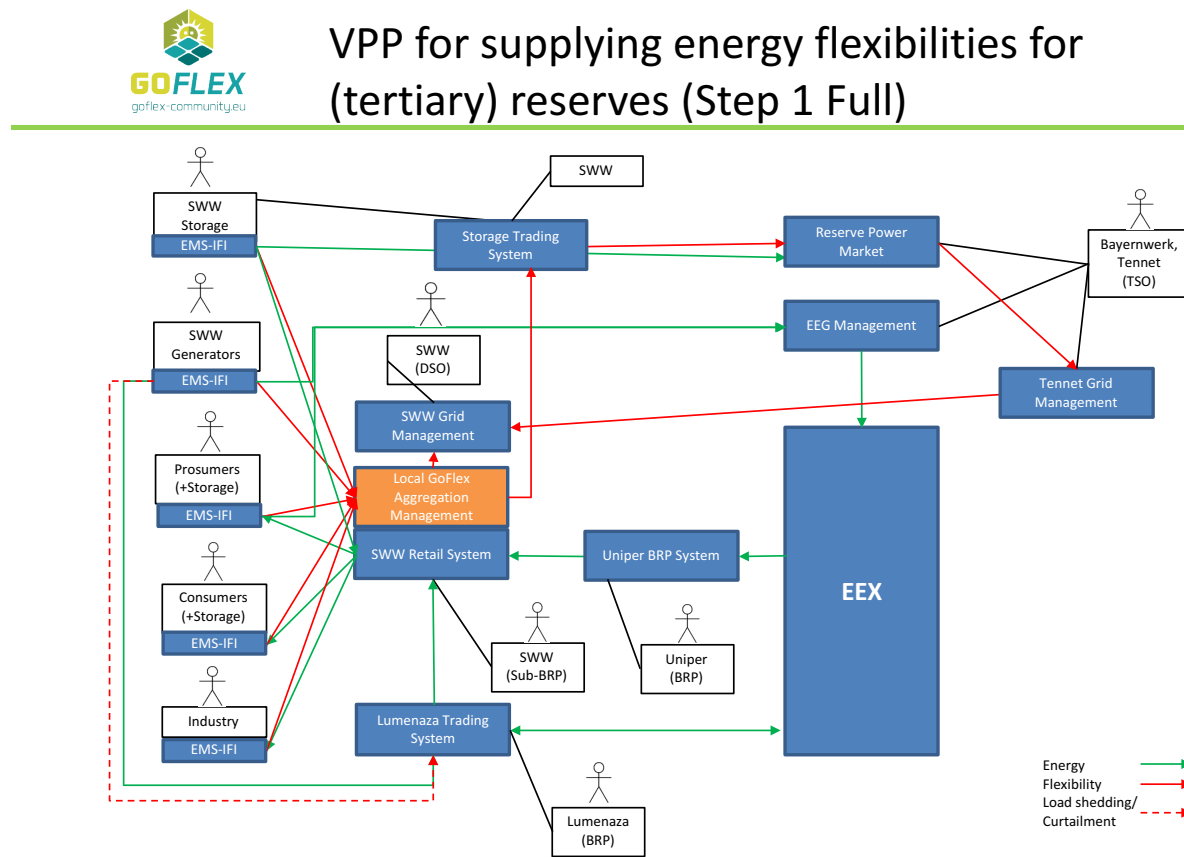 GOFLEX
goflex-community.eu
VPP for supplying energy flexibilities for
(tertiary) reserves (Step 1 Full)
SWW
Storage
EMS-IFI
SWW
Storage Trading
System
Reserve Power
Market
Bayernwerk,
Tennet
(TSO)
SWW
Generators
EMS-IFI
SWW
(DSO)
EEG Management
SWW Grid
Management
Tennet Grid
Management
Prosumers
(+Storage)
EMS-IFI
Local GoFlex
Aggregation
Management
SWW Retail System
Uniper BRP System
EEX
Consumers
(+Storage)
EMS-IFI
SWW
(Sub-BRP)
Uniper
(BRP)
Industry
EMS-IFI
Lumenaza Trading
System
Lumenaza
(BRP)
Energy
Flexibility
Load shedding/
Curtailment